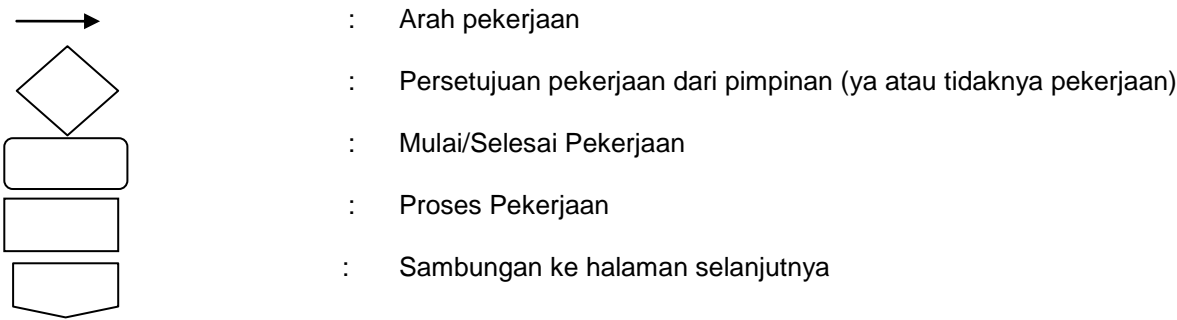 : Arah pekerjaan
: Persetujuan pekerjaan dari pimpinan (ya atau tidaknya pekerjaan)
: Mulai/Selesai Pekerjaan
: Proses Pekerjaan
: Sambungan ke halaman selanjutnya